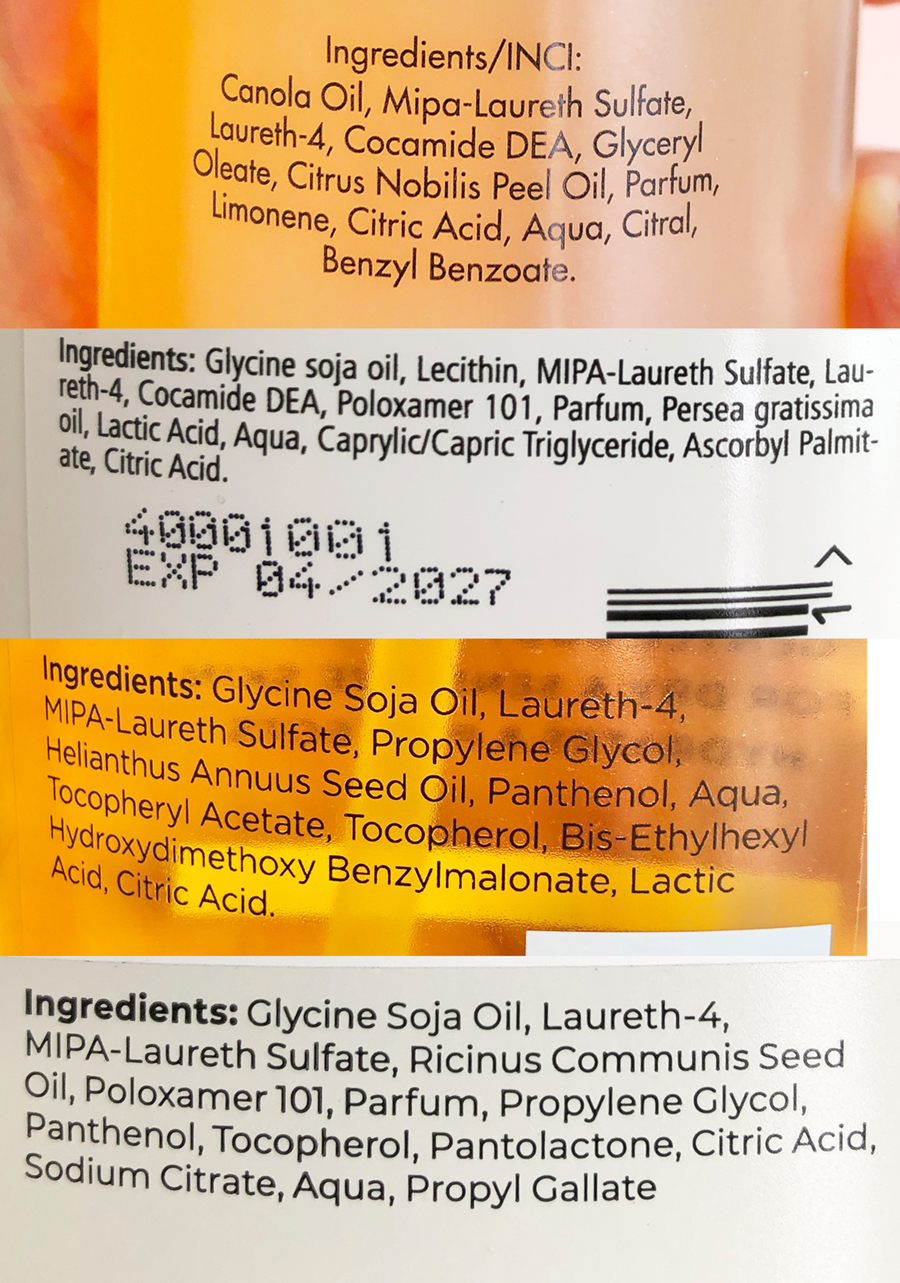 Ingredients/INCI:
Canola Oil, Mipa-Laureth Sulfate,
Laureth-4, Cocamide DEA, Glyceryl
Oleate, Citrus Nobilis Peel Oil, Parfum,
Limonene, Citric Acid, Aqua, Citral,
Benzyl Benzoate.
Ingredients: Glycine soja oil, Lecithin, MIPA-Laureth Sulfate, Lau-
reth-4, Cocamide DEA, Poloxamer 101, Parfum, Persea gratissima
oil, Lactic Acid, Aqua, Caprylic/Capric Triglyceride, Ascorbyl Palmit-
ate, Citric Acid.
40001001
EXP 04/2027
Ingredients: Glycine Soja Oil, Laureth-4,
MIPA-Laureth Sulfate, Propylene Glycol,
Helianthus Annuus Seed Oil, Panthenol, Aqua,
Tocopheryl Acetate, Tocopherol, Bis-Ethylhexyl
Hydroxydimethoxy Benzylmalonate, Lactic
Acid, Citric Acid.
Ingredients: Glycine Soja Oil, Laureth-4,
MIPA-Laureth Sulfate, Ricinus Communis Seed
Oil, Poloxamer 101, Parfum, Propylene Glycol,
Panthenol, Tocopherol, Pantolactone, Citric Acid,
Sodium Citrate, Aqua, Propyl Gallate